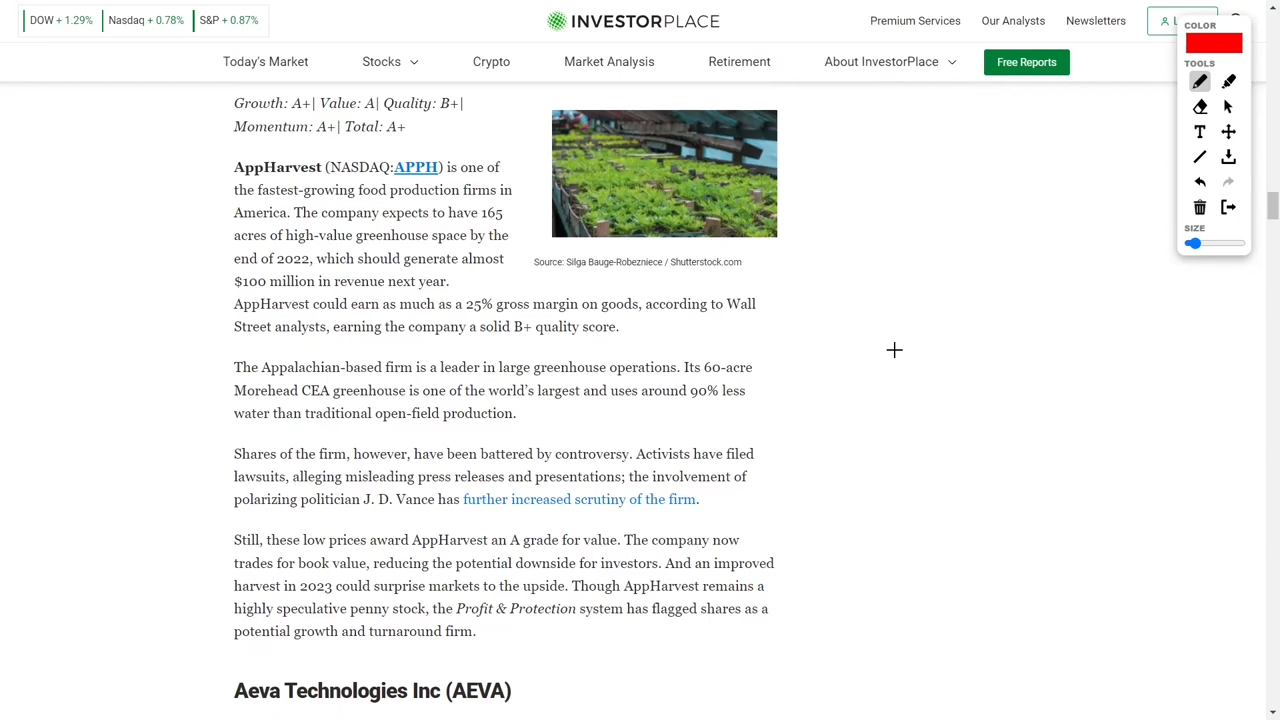 DOW + 1.29% Nasdaq + 0.78% S&P + 0.87%
INVESTORPLACE
Premium Services Our Analysts Newsletters
Today's Market Stocks Crypto Market Analysis Retirement About InvestorPlace Free Reports
COLOR
TOOLS
SIZE
Growth: A+| Value: A| Quality: B+|
Momentum: A+| Total: A+
AppHarvest (NASDAQ:APPH) is one of
the fastest-growing food production firms in
America. The company expects to have 165
acres of high-value greenhouse space by the
end of 2022, which should generate almost
$100 million in revenue next year.
Source: Silga Bauge-Robezniece / Shutterstock.com
AppHarvest could earn as much as a 25% gross margin on goods, according to Wall
Street analysts, earning the company a solid B+ quality score.
The Appalachian-based firm is a leader in large greenhouse operations. Its 60-acre
Morehead CEA greenhouse is one of the world's largest and uses around 90% less
water than traditional open-field production.
Shares of the firm, however, have been battered by controversy. Activists have filed
lawsuits, alleging misleading press releases and presentations; the involvement of
polarizing politician J. D. Vance has further increased scrutiny of the firm.
Still, these low prices award AppHarvest an A grade for value. The company now
trades for book value, reducing the potential downside for investors. And an improved
harvest in 2023 could surprise markets to the upside. Though AppHarvest remains a
highly speculative penny stock, the Profit & Protection system has flagged shares as a
potential growth and turnaround firm.
Aeva Technologies Inc (AEVA)